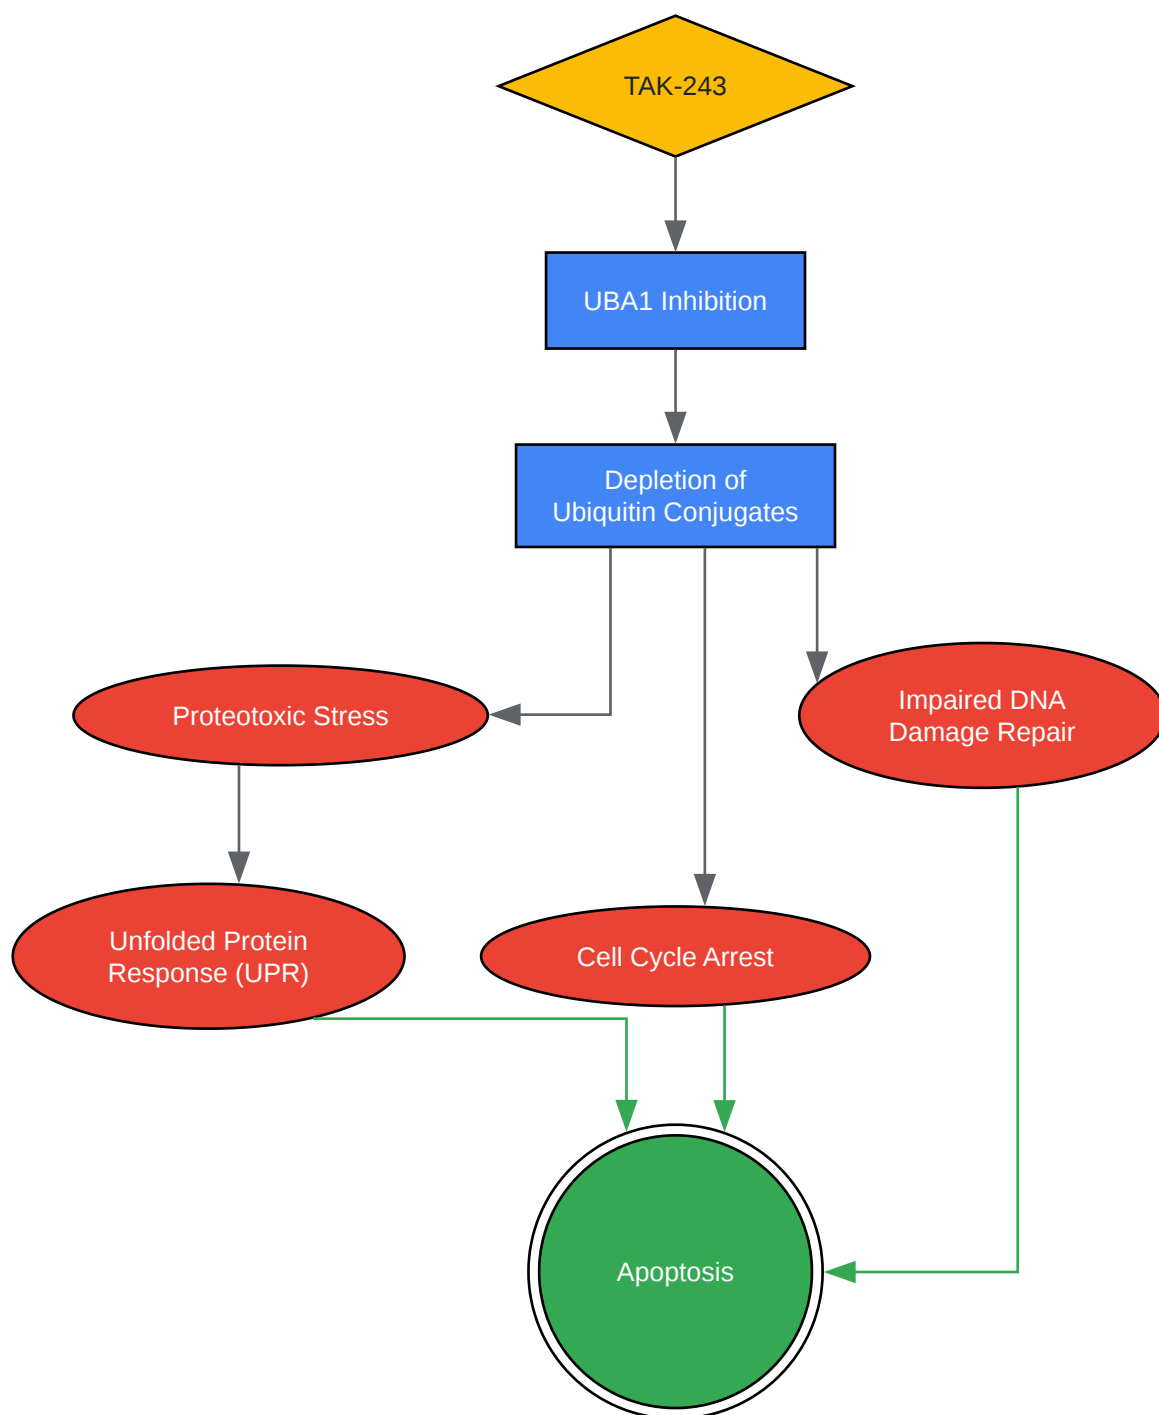 TAK-243
UBA1 Inhibition
Depletion of
Ubiquitin Conjugates
Proteotoxic Stress
Impaired DNA
Damage Repair
Unfolded Protein
Response (UPR)
Cell Cycle Arrest
Apoptosis